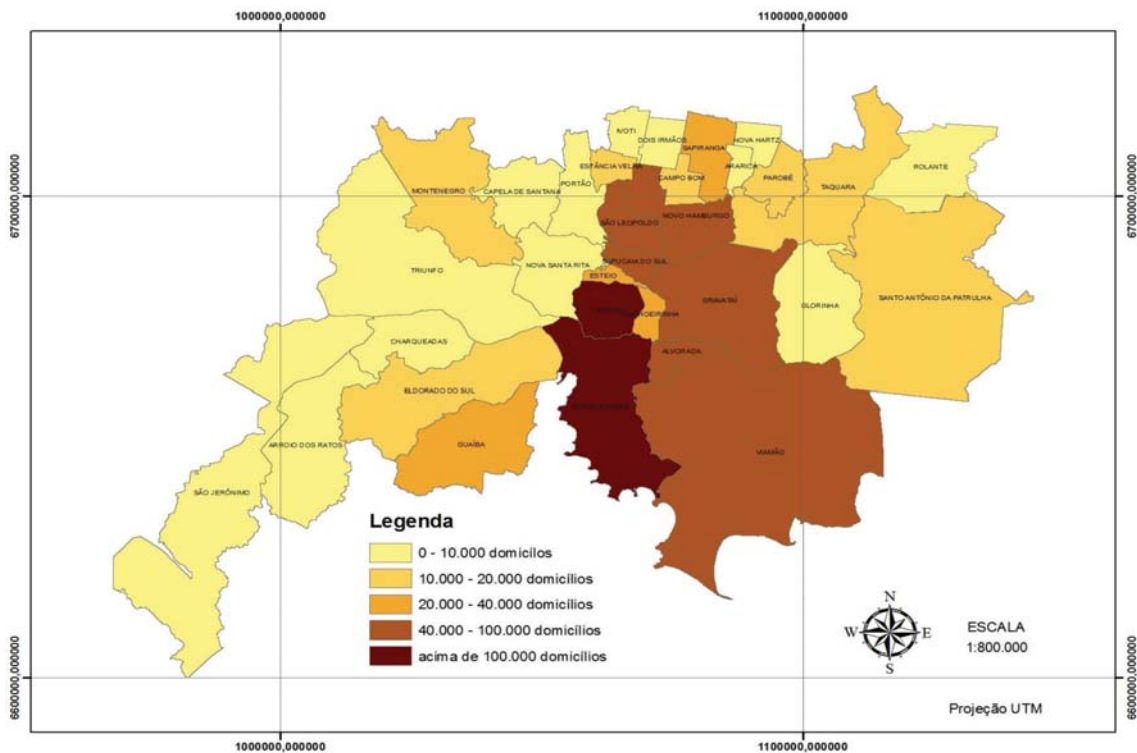 1000000,000000
1100000,000000
6700000,000000
6700000,000000
6600000,000000
6600000,000000
IVOTI
DOIS IRMÃOS
NOVA HARTZ
SAPIRANGA
ESTÂNCIA VELHA
ARARICÁ
ROLANTE
MONTENEGRO
CAPELA DE SANTANA
PORTÃO
CAMPO BOM
PAROBÉ
TAQUARA
SÃO LEOPOLDO
NOVO HAMBURGO
TRIUNFO
NOVA SANTA RITA
SAPUCAIA DO SUL
ESTEIO
GRAVATAÍ
GLORINHA
SANTO ANTÔNIO DA PATRULHA
CHARQUEADAS
ALVORADA
ELDORADO DO SUL
ARROIO DOS RATOS
GUAÍBA
VIAMÃO
SÃO JERÔNIMO
Legenda
0 - 10.000 domicílos
10.000 - 20.000 domicílios
20.000 - 40.000 domicílios
40.000 - 100.000 domicílios
acima de 100.000 domicílios
N
W
E
S
ESCALA
1:800.000
Projeção UTM
1000000,000000
1100000,000000